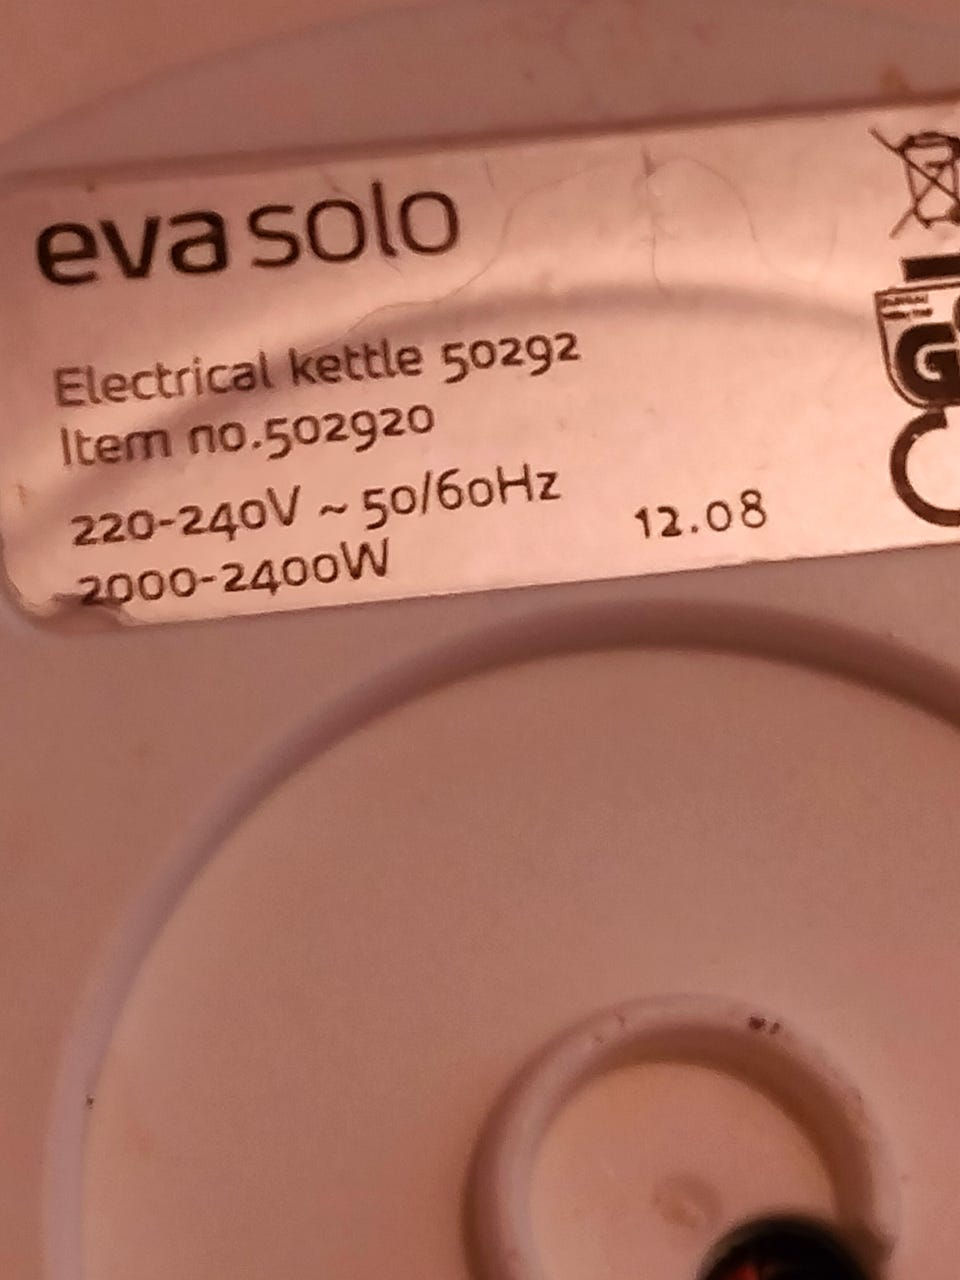 eva solo
Electrical kettle 50292
Item no.502920
220-240V ~ 50/60Hz
2000-2400W
12.08